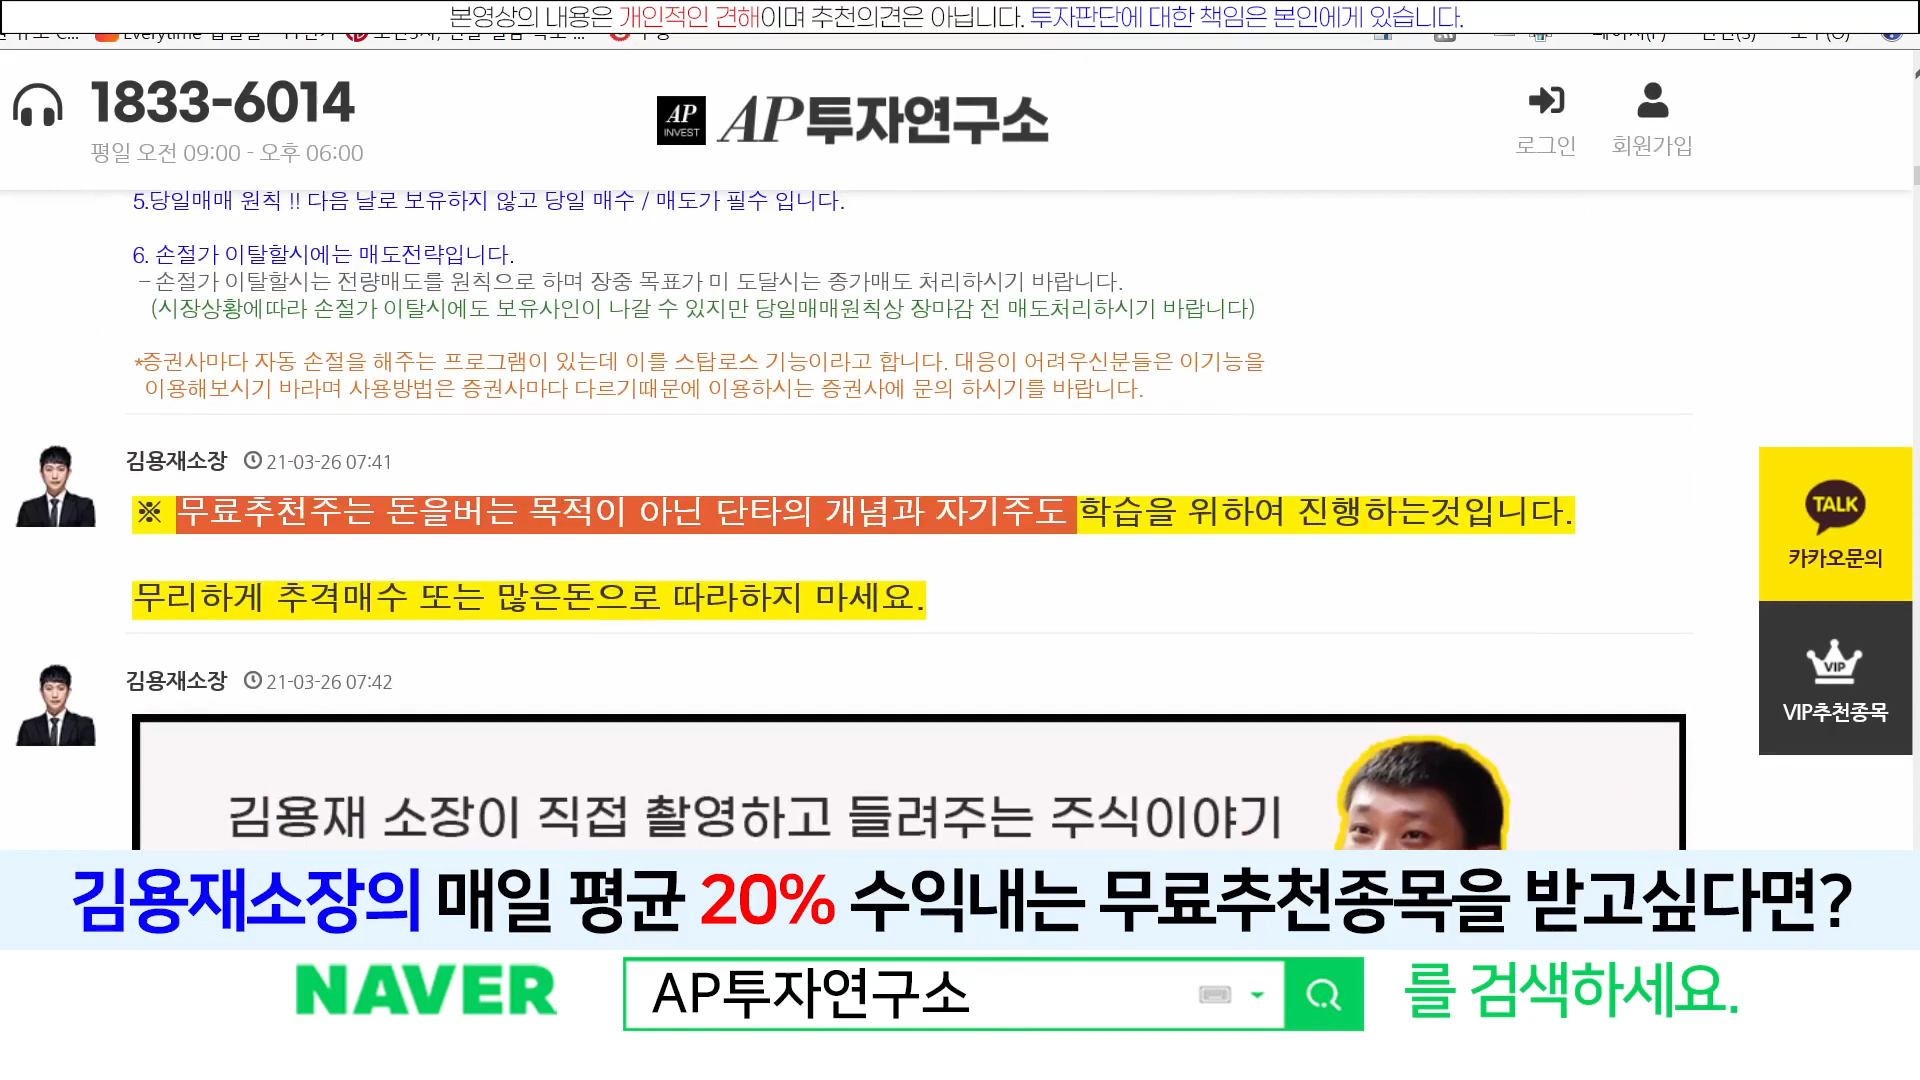 본영상의 내용은 개인적인 견해이며 추천의견은 아닙니다. 투자판단에 대한 책임은 본인에게 있습니다.
1833-6014
평일 오전 09:00 - 오후 06:00
AP
INVEST
AP투자연구소
로그인
회원가입
5.당일매매 원칙 !! 다음 날로 보유하지 않고 당일 매수 / 매도가 필수 입니다.
6. 손절가 이탈할시에는 매도전략입니다.
– 손절가 이탈할시는 전량매도를 원칙으로 하며 장중 목표가 미 도달시는 종가매도 처리하시기 바랍니다.
(시장상황에따라 손절가 이탈시에도 보유사인이 나갈 수 있지만 당일매매원칙상 장마감 전 매도처리하시기 바랍니다)
*증권사마다 자동 손절을 해주는 프로그램이 있는데 이를 스탑로스 기능이라고 합니다. 대응이 어려우신분들은 이기능을
이용해보시기 바라며 사용방법은 증권사마다 다르기때문에 이용하시는 증권사에 문의 하시기를 바랍니다.
김용재소장 21-03-26 07:41
※ 무료추천주는 돈을버는 목적이 아닌 단타의 개념과 자기주도 학습을 위하여 진행하는것입니다.
무리하게 추격매수 또는 많은돈으로 따라하지 마세요.
김용재소장 21-03-26 07:42
김용재 소장이 직접 촬영하고 들려주는 주식이야기
TALK
카카오문의
VIP
VIP추천종목
김용재소장의 매일 평균 20% 수익내는 무료추천종목을 받고싶다면?
NAVER AP투자연구소 를 검색하세요.